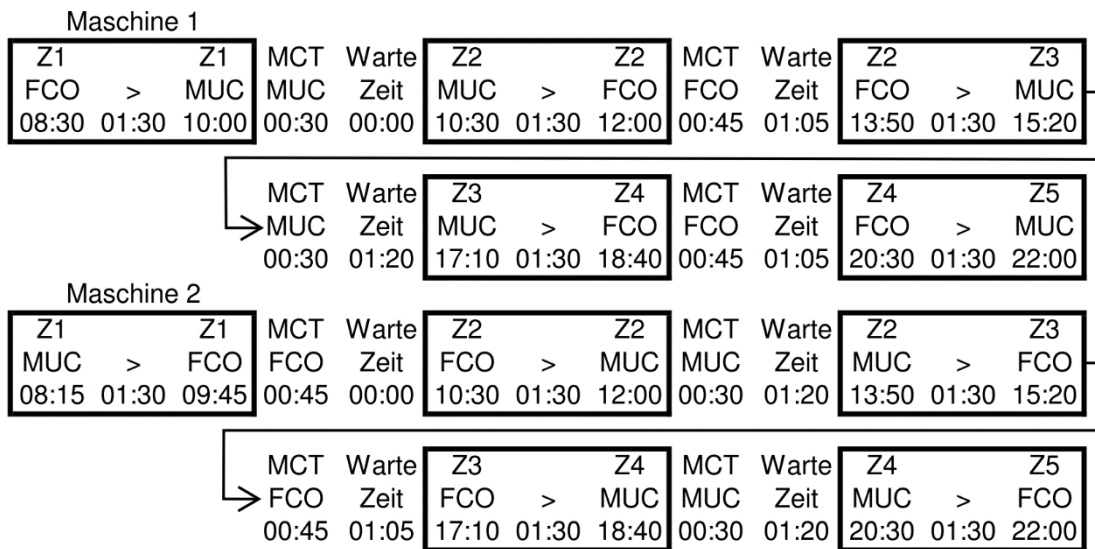 Maschine 1
Z1 Z1 MCT Warte Z2 Z2 MCT Warte Z2 Z3
FCO > MUC MUC Zeit MUC > FCO FCO Zeit FCO > MUC
08:30 01:30 10:00 00:30 00:00 10:30 01:30 12:00 00:45 01:05 13:50 01:30 15:20
MCT Warte Z3 Z4 MCT Warte Z4 Z5
MUC Zeit MUC > FCO FCO Zeit FCO > MUC
00:30 01:20 17:10 01:30 18:40 00:45 01:05 20:30 01:30 22:00
Maschine 2
Z1 Z1 MCT Warte Z2 Z2 MCT Warte Z2 Z3
MUC > FCO FCO Zeit FCO > MUC MUC Zeit MUC > FCO
08:15 01:30 09:45 00:45 00:00 10:30 01:30 12:00 00:30 01:20 13:50 01:30 15:20
MCT Warte Z3 Z4 MCT Warte Z4 Z5
FCO Zeit FCO > MUC MUC Zeit MUC > FCO
00:45 01:05 17:10 01:30 18:40 00:30 01:20 20:30 01:30 22:00